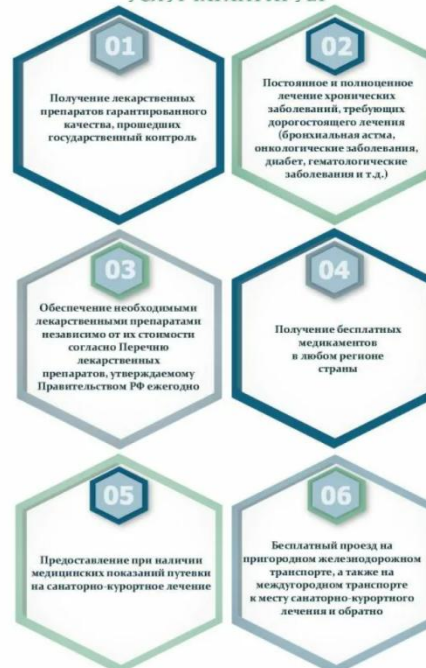 01
Получение лекарственных
препаратов гарантированного
качества, прошедших
государственный контроль
02
Постоянное и полноценное
лечение хронических
заболеваний, требующих
дорогостоящего лечения
(бронхиальная астма,
онкологические заболевания,
диабет, гематологические
заболевания и т.д.)
03
Обеспечение необходимыми
лекарственными препаратами
независимо от их стоимости
согласно Перечню
лекарственных
препаратов, утверждаемому
Правительством РФ ежегодно
04
Получение бесплатных
медикаментов
в любом регионе
страны
05
Предоставление при наличии
медицинских показаний путевки
на санаторно-курортное лечение
06
Бесплатный проезд на
пригородном железнодорожном
транспорте, а также на
междугородном транспорте
к месту санаторно-курортного
лечения и обратно